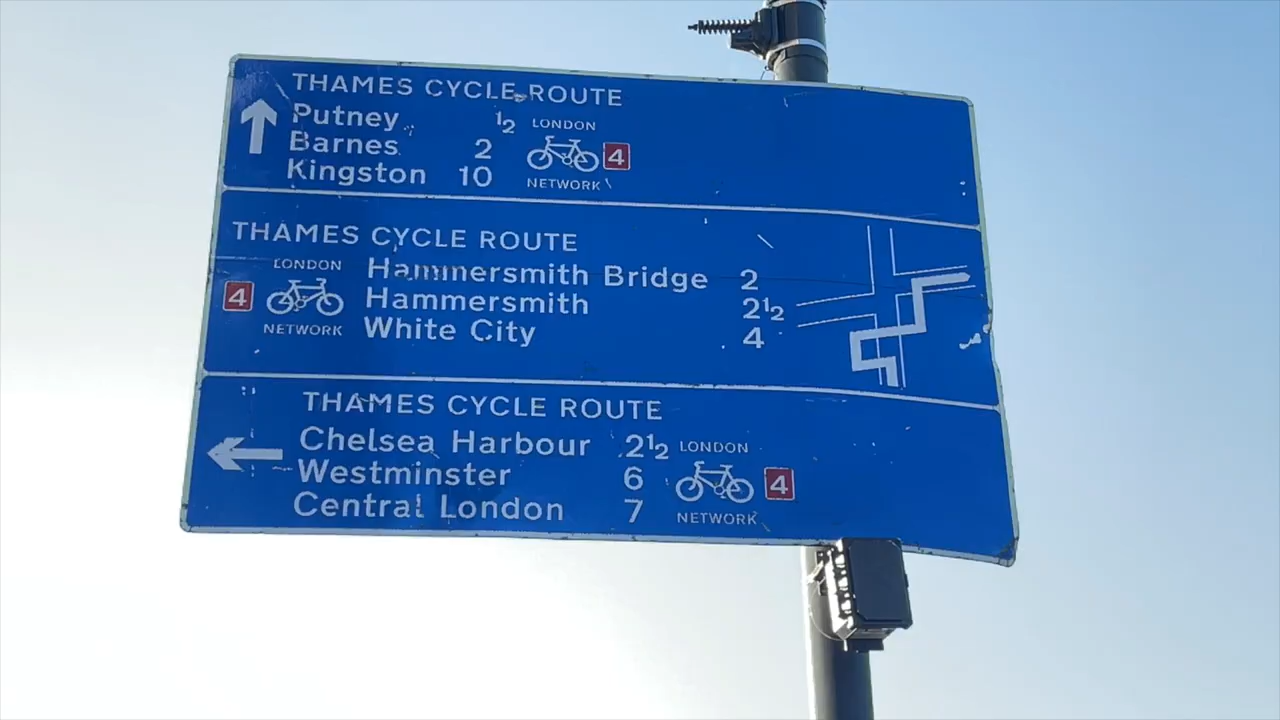 THAMES CYCLE ROUTE
Putney ½
Barnes 2
Kingston 10
LONDON
4
NETWORK
THAMES CYCLE ROUTE
LONDON
4
NETWORK
Hammersmith Bridge 2
Hammersmith 2½
White City 4
THAMES CYCLE ROUTE
Chelsea Harbour 2½
Westminster 6
Central London 7
LONDON
4
NETWORK